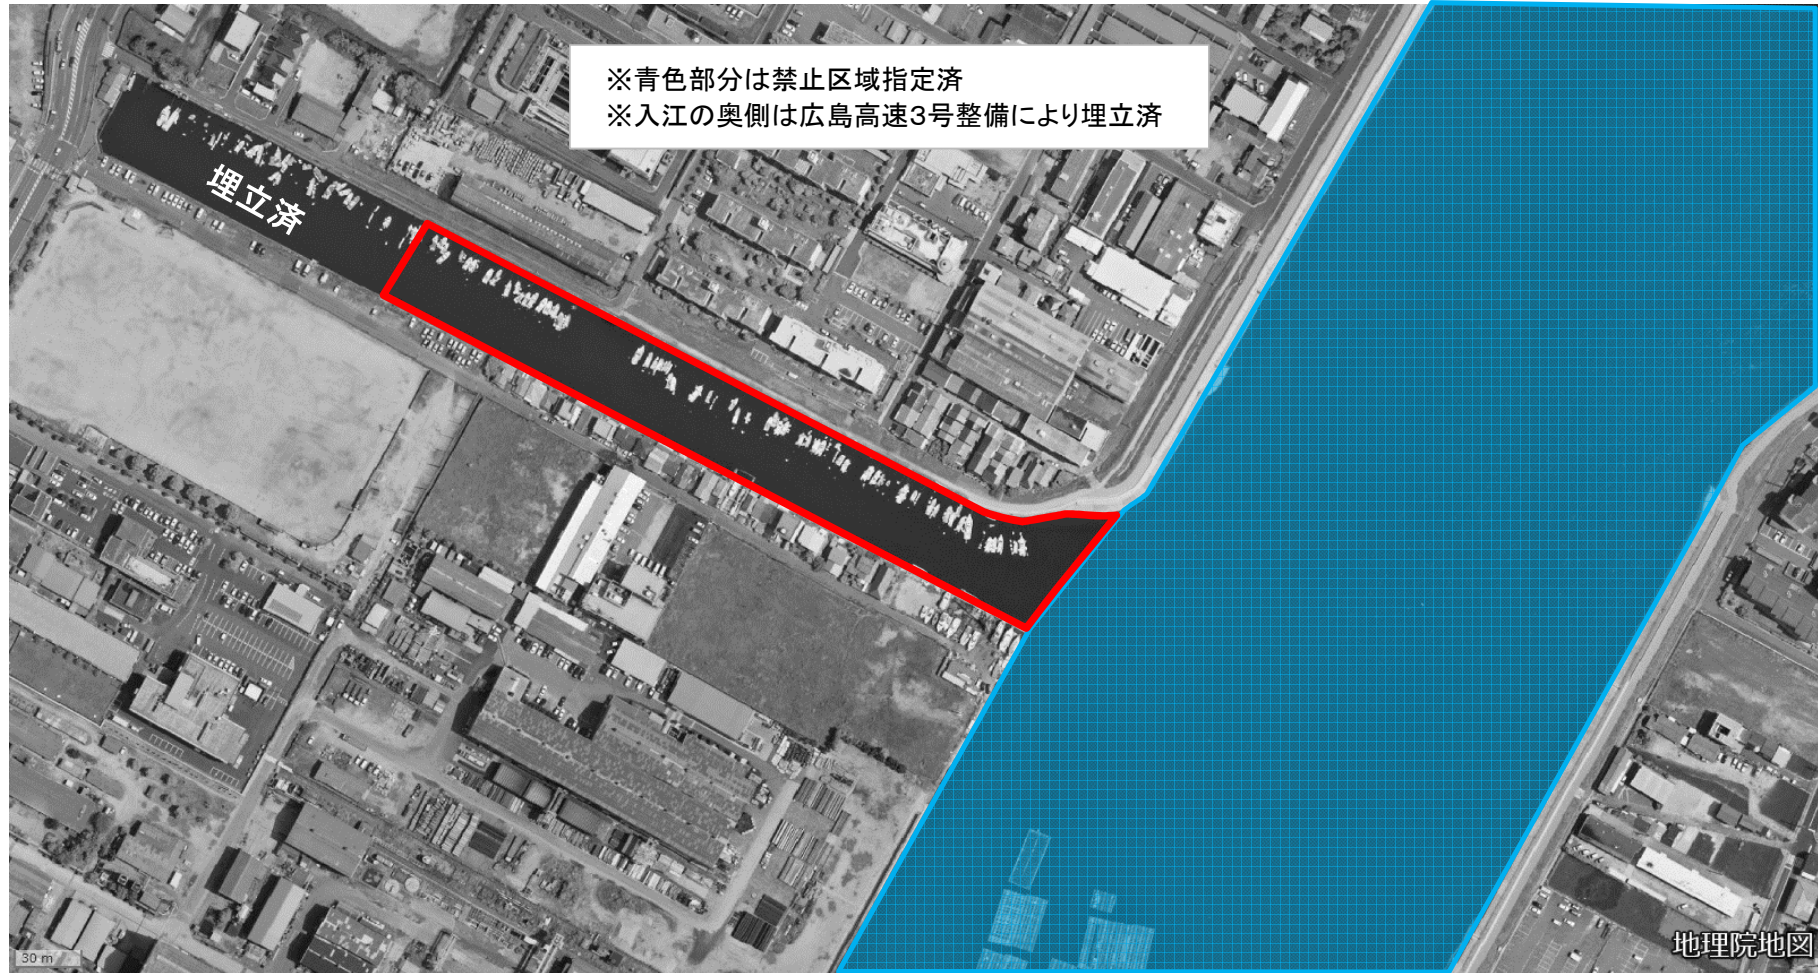 ※青色部分は禁止区域指定済
※入江の奥側は広島高速3号整備により埋立済
埋立済
30 m
地理院地図